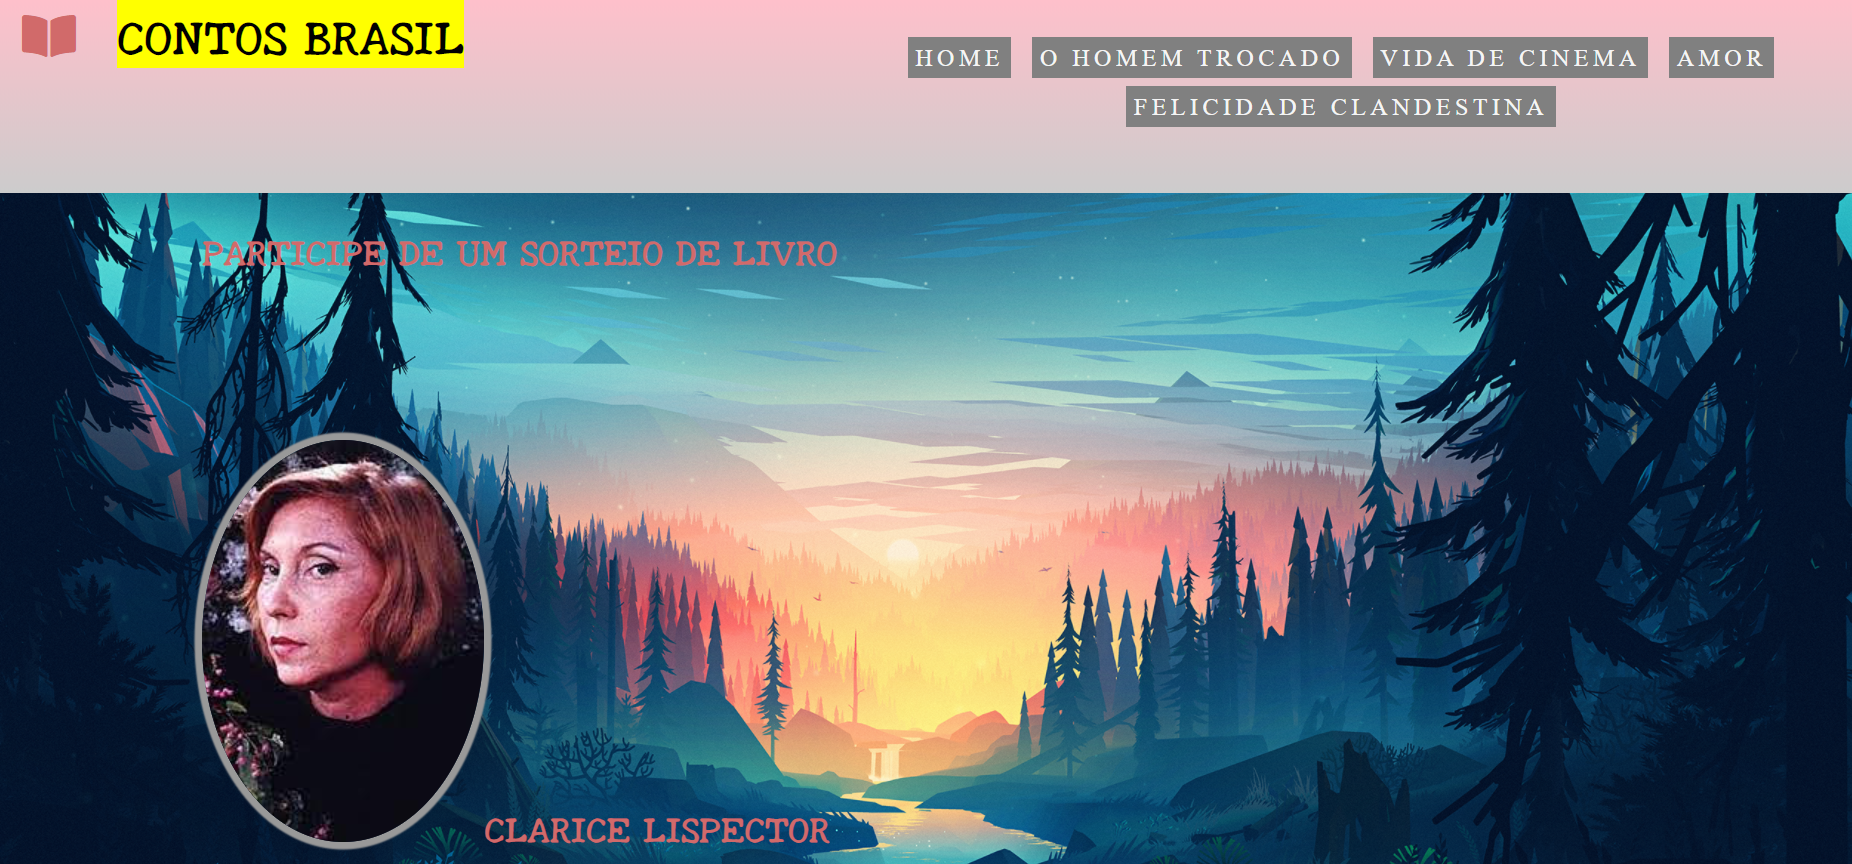 CONTOS BRASIL
HOME O HOMEM TROCADO VIDA DE CINEMA AMOR
FELICIDADE CLANDESTINA
PARTICIPE DE UM SORTEIO DE LIVRO
CLARICE LISPECTOR